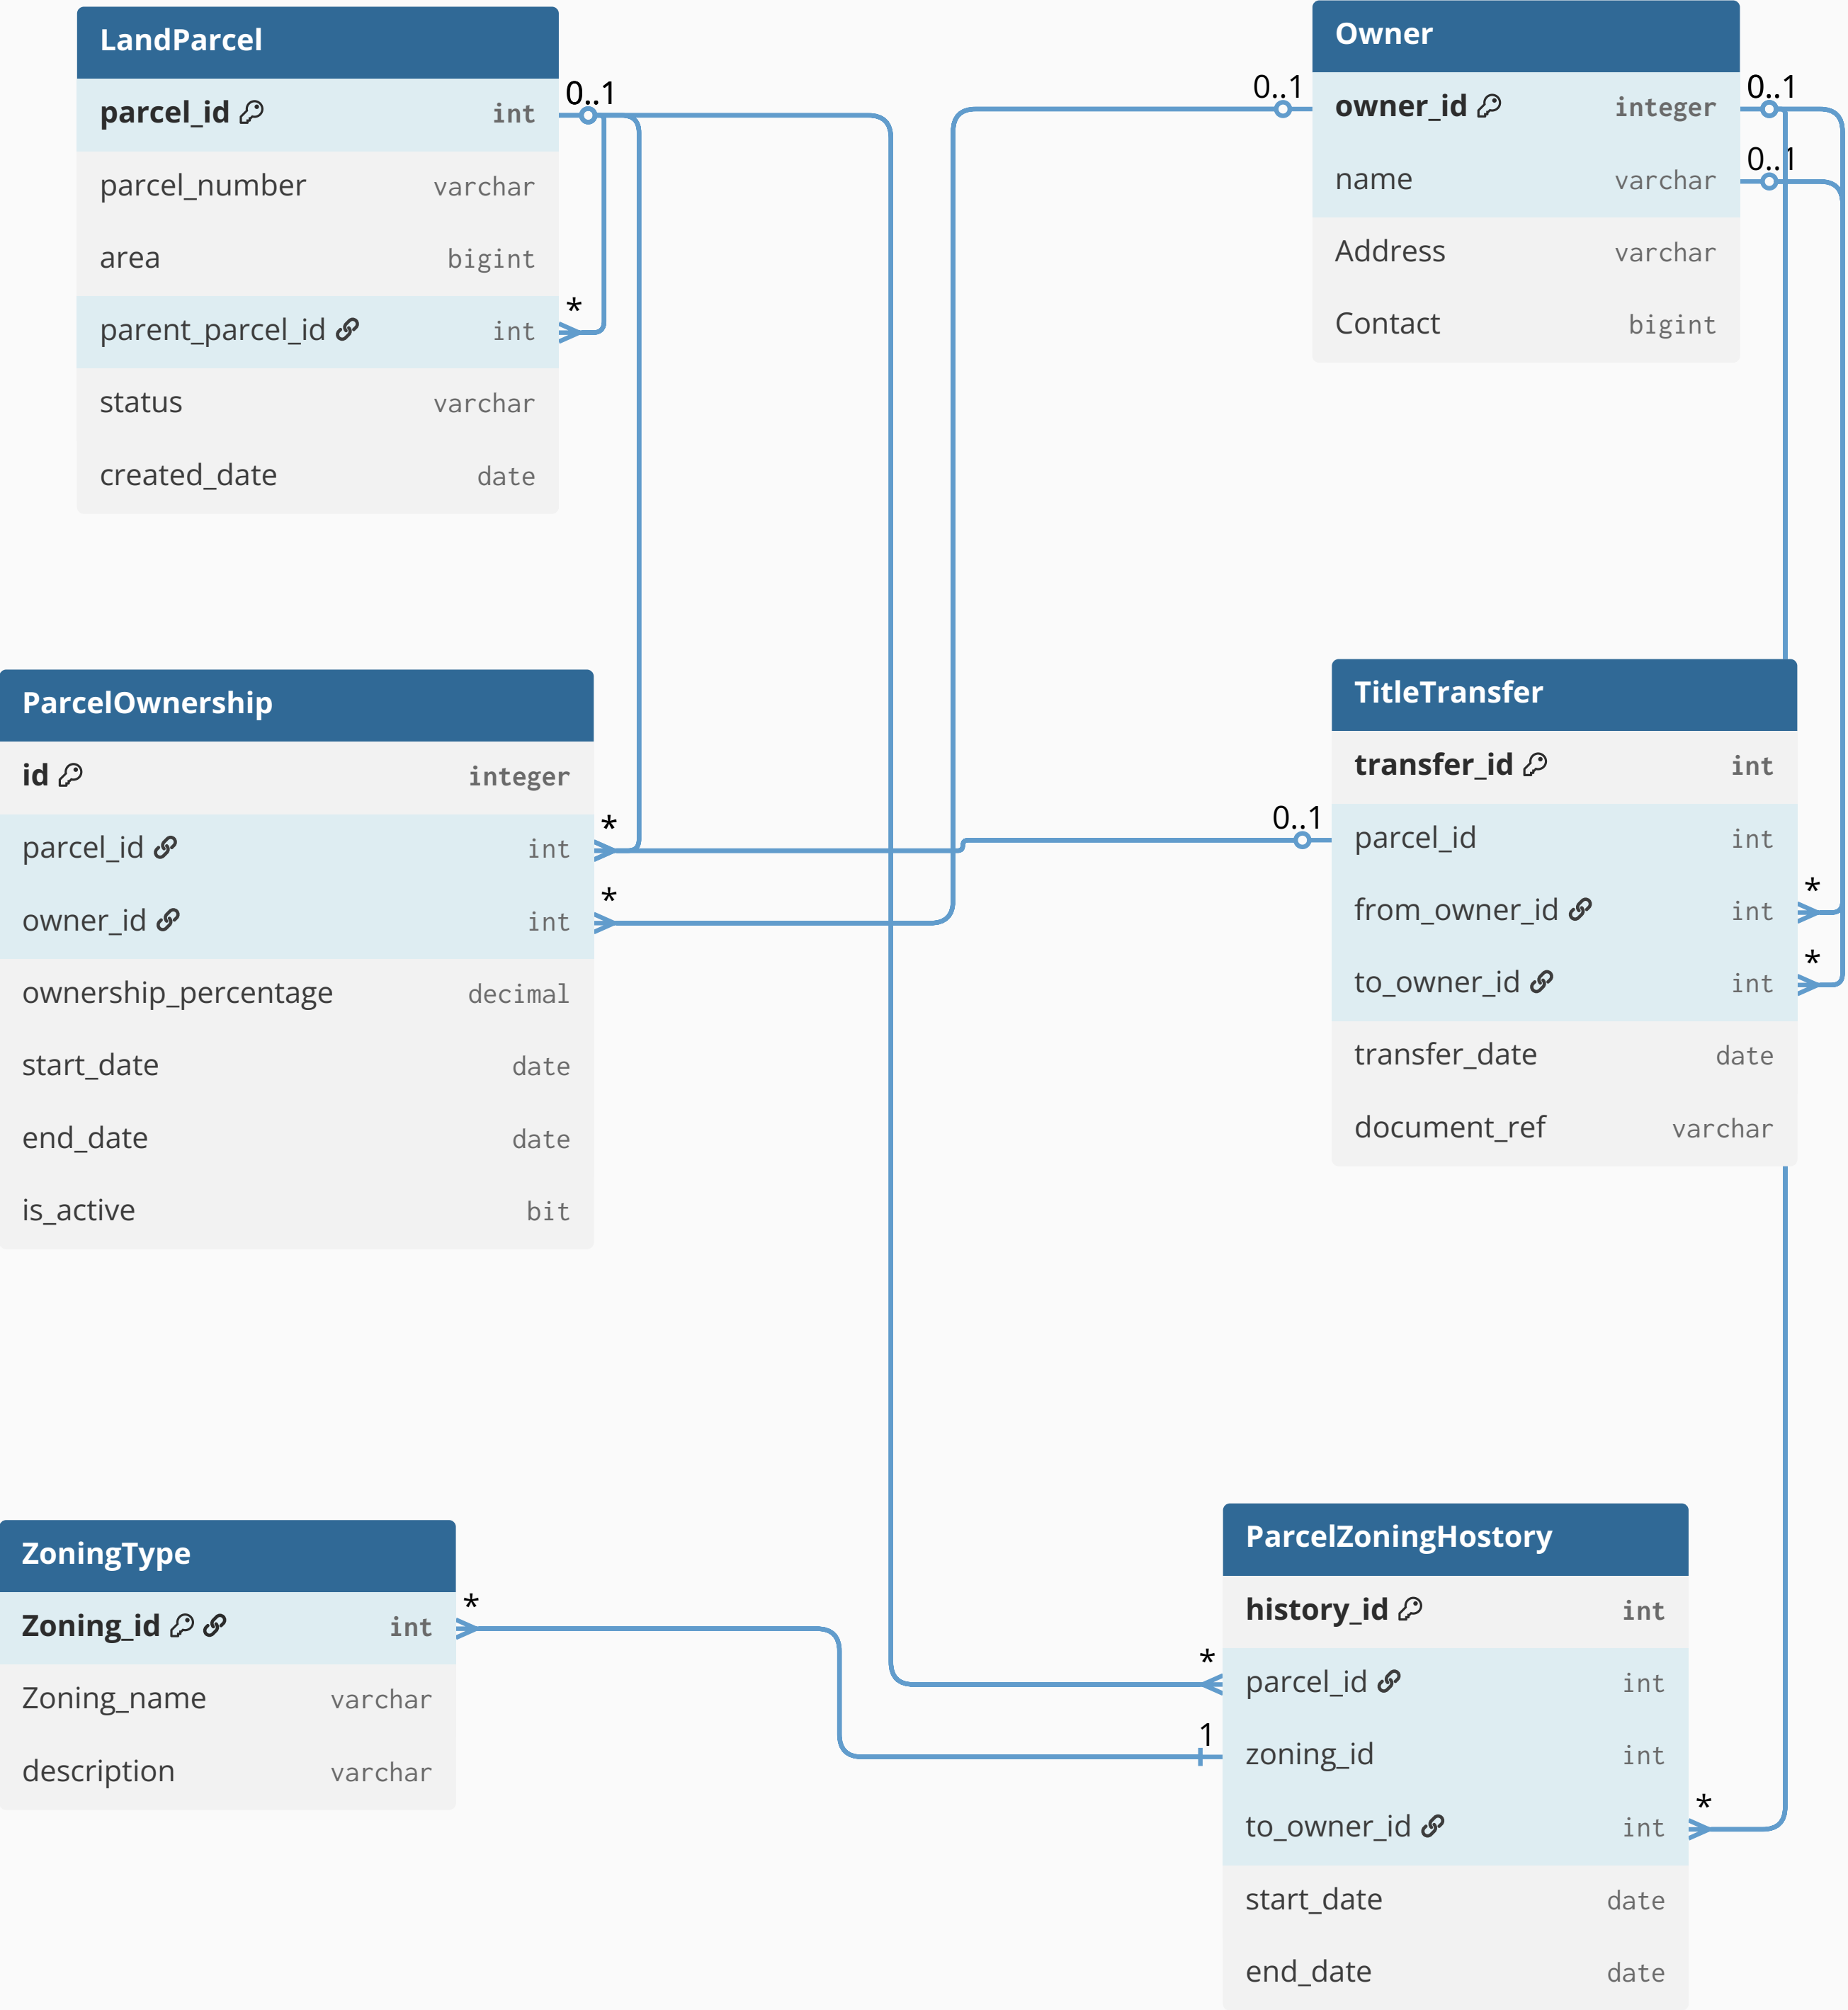 LandParcel
parcel_id int
parcel_number varchar
area bigint
parent_parcel_id int
status varchar
created_date date
0..1
*
Owner
owner_id integer
name varchar
Address varchar
Contact bigint
0..1
0..1
0..1
ParcelOwnership
id integer
parcel_id int
owner_id int
ownership_percentage decimal
start_date date
end_date date
is_active bit
*
*
TitleTransfer
transfer_id int
parcel_id int
from_owner_id int
to_owner_id int
transfer_date date
document_ref varchar
0..1
*
*
ZoningType
Zoning_id int
Zoning_name varchar
description varchar
*
ParcelZoningHostory
history_id int
parcel_id int
zoning_id int
to_owner_id int
start_date date
end_date date
*
1
*